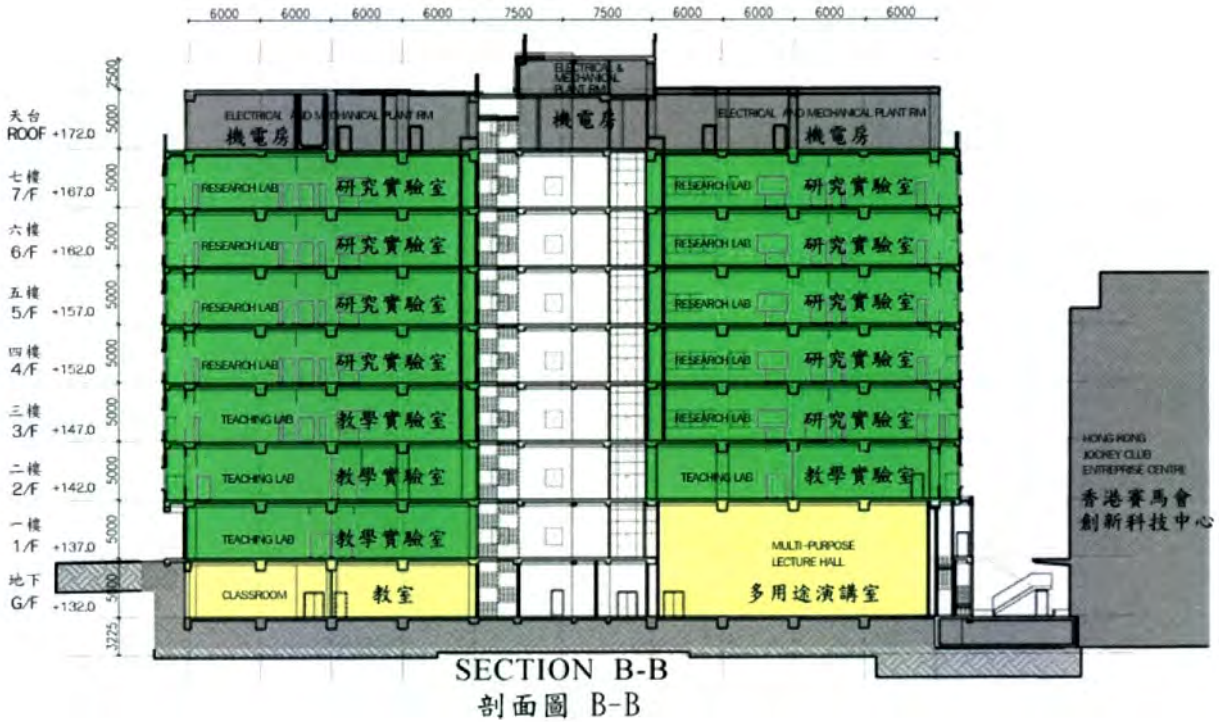 6000 6000 6000 6000 7500 7500 6000 6000 6000 6000
2500
5000
5000
5000
5000
5000
5000
5000
5000
3225
天台
ROOF +172.0
七樓
7/F +167.0
六樓
6/F +162.0
五樓
5/F +157.0
四樓
4/F +152.0
三樓
3/F +147.0
二樓
2/F +142.0
一樓
1/F +137.0
地下
G/F +132.0
ELECTRICAL &
MECHANICAL
PLANT RM
機電房
ELECTRICAL AND MECHANICAL PLANT RM
機電房
ELECTRICAL AND MECHANICAL PLANT RM
機電房
RESEARCH LAB 研究實驗室
RESEARCH LAB 研究實驗室
RESEARCH LAB 研究實驗室
RESEARCH LAB 研究實驗室
RESEARCH LAB 研究實驗室
RESEARCH LAB 研究實驗室
RESEARCH LAB 研究實驗室
RESEARCH LAB 研究實驗室
TEACHING LAB 教學實驗室
RESEARCH LAB 研究實驗室
TEACHING LAB 教學實驗室
TEACHING LAB 教學實驗室
TEACHING LAB 教學實驗室
CLASSROOM 教室
MULTI-PURPOSE
LECTURE HALL
多用途演講室
HONG KONG
JOCKEY CLUB
ENTREPRISE CENTRE
香港賽馬會
創新科技中心
SECTION B-B
剖面圖 B-B